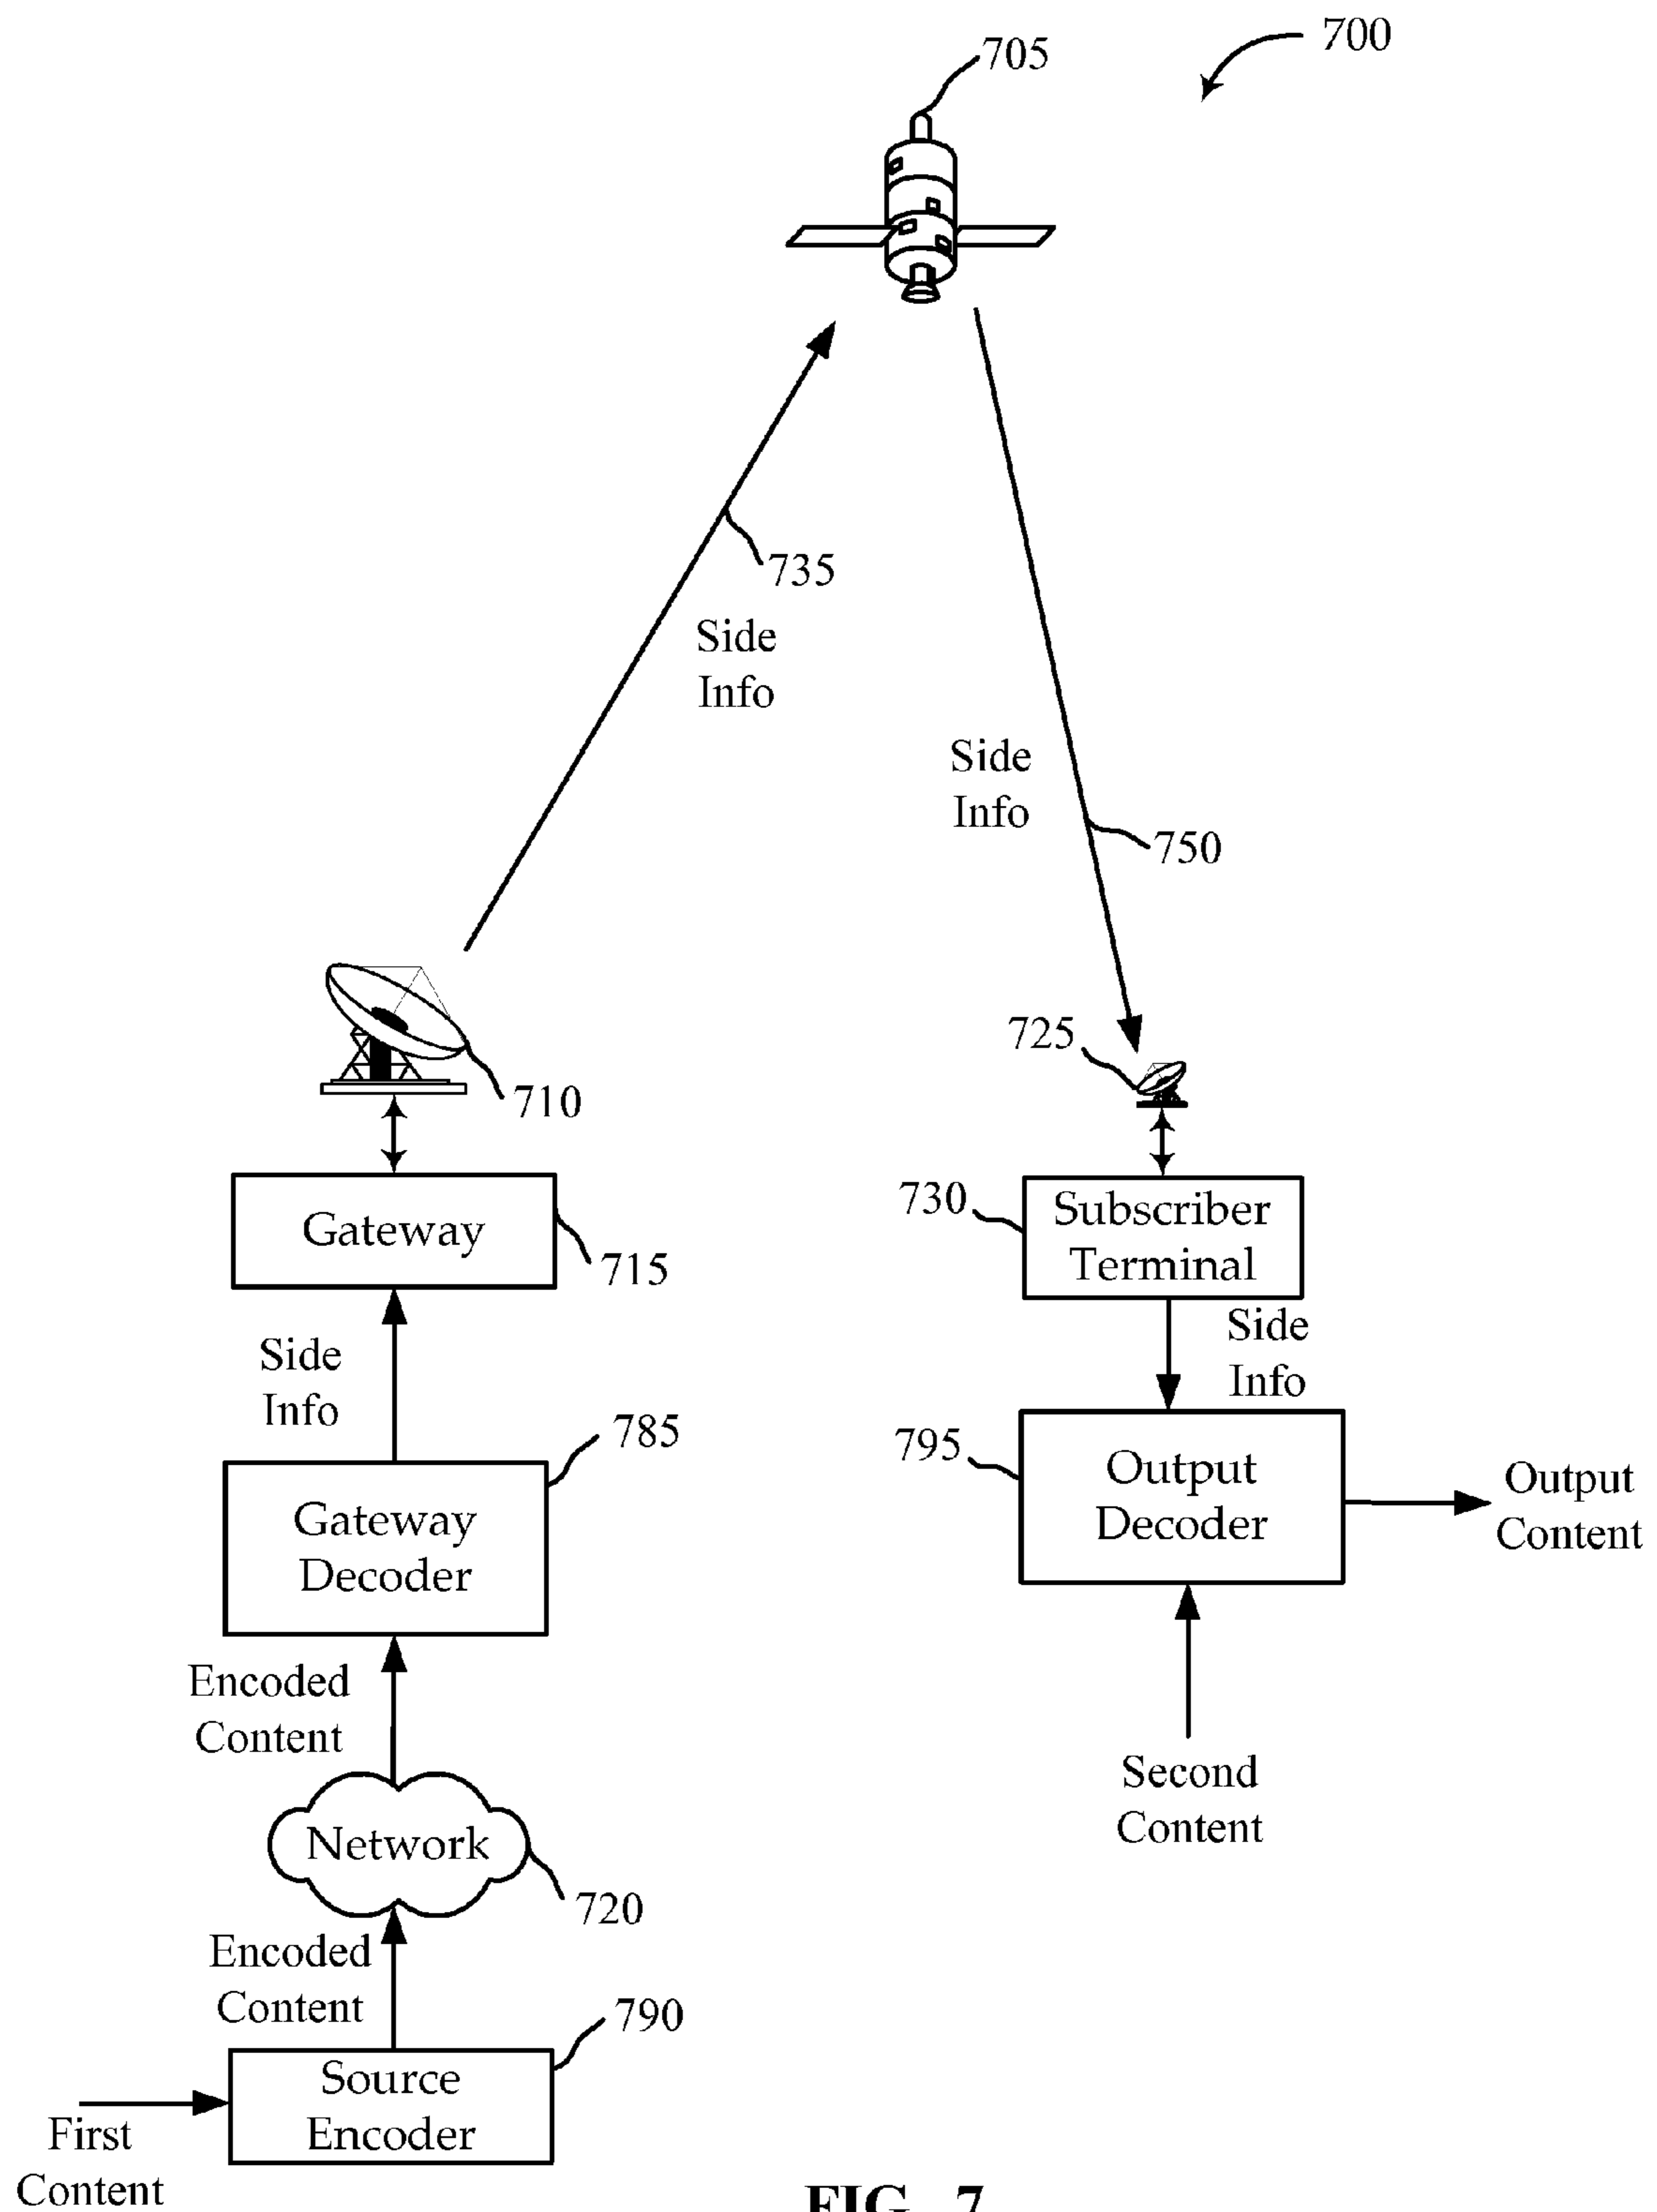 700
705
735
Side
Info
Side
Info
750
725
710
Gateway
715
730
Subscriber
Terminal
Side
Info
Side
Info
785
Gateway
Decoder
795
Output
Decoder
Output
Content
Encoded
Content
Second
Content
Network
720
Encoded
Content
790
Source
Encoder
First
Content
FIG. 7